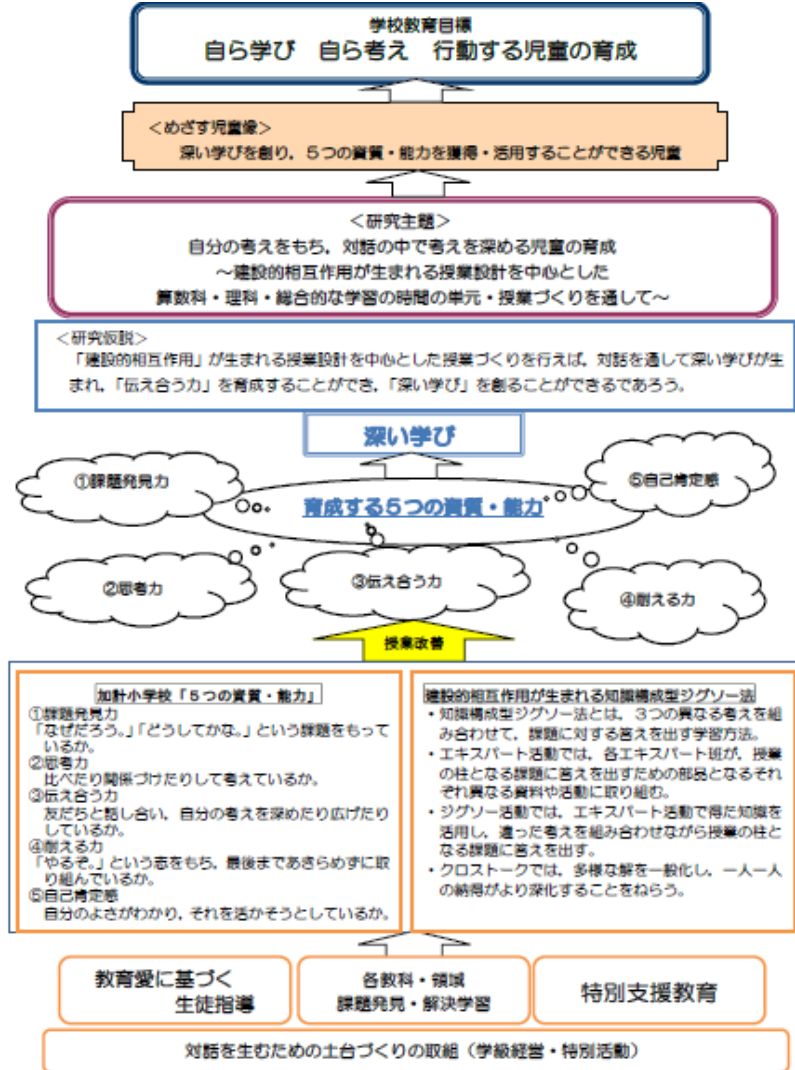 学校教育目標
自ら学び　自ら考え　行動する児童の育成
＜めざす児童像＞
深い学びを創り，５つの資質・能力を獲得・活用することができる児童
＜研究主題＞
自分の考えをもち，対話の中で考えを深める児童の育成
～建設的相互作用が生まれる授業設計を中心とした
算数科・理科・総合的な学習の時間の単元・授業づくりを通して～
＜研究仮説＞
「建設的相互作用」が生まれる授業設計を中心とした授業づくりを行えば，対話を通して深い学びが生
まれ，「伝え合う力」を育成することができ，「深い学び」を創ることができるであろう。
深い学び
①課題発見力
⑤自己肯定感
育成する５つの資質・能力
②思考力
③伝え合う力
④耐える力
授業改善
加計小学校「５つの資質・能力」
①課題発見力
「なぜだろう。」「どうしてかな。」という課題をもって
いるか。
②思考力
比べたり関係づけたりして考えているか。
③伝え合う力
友だちと話し合い，自分の考えを深めたり広げたり
しているか。
④耐える力
「やるぞ。」という志をもち，最後まであきらめずに取
り組んでいるか。
⑤自己肯定感
自分のよさがわかり，それを活かそうとしているか。
建設的相互作用が生まれる知識構成型ジグソー法
・知識構成型ジグソー法とは，３つの異なる考えを組
み合わせて，課題に対する答えを出す学習方法。
・エキスパート活動では，各エキスパート班が，授業
の柱となる課題に答えを出すための部品となるそれぞ
れ異なる資料や活動に取り組む。
・ジグソー活動では，エキスパート活動で得た知識を
活用し，違った考えを組み合わせながら授業の柱と
なる課題に答えを出す。
・クロストークでは，多様な解を一般化し，一人一人
の納得がより深化することをねらう。
教育愛に基づく
生徒指導
各教科・領域
課題発見・解決学習
特別支援教育
対話を生むための土台づくりの取組（学級経営・特別活動）